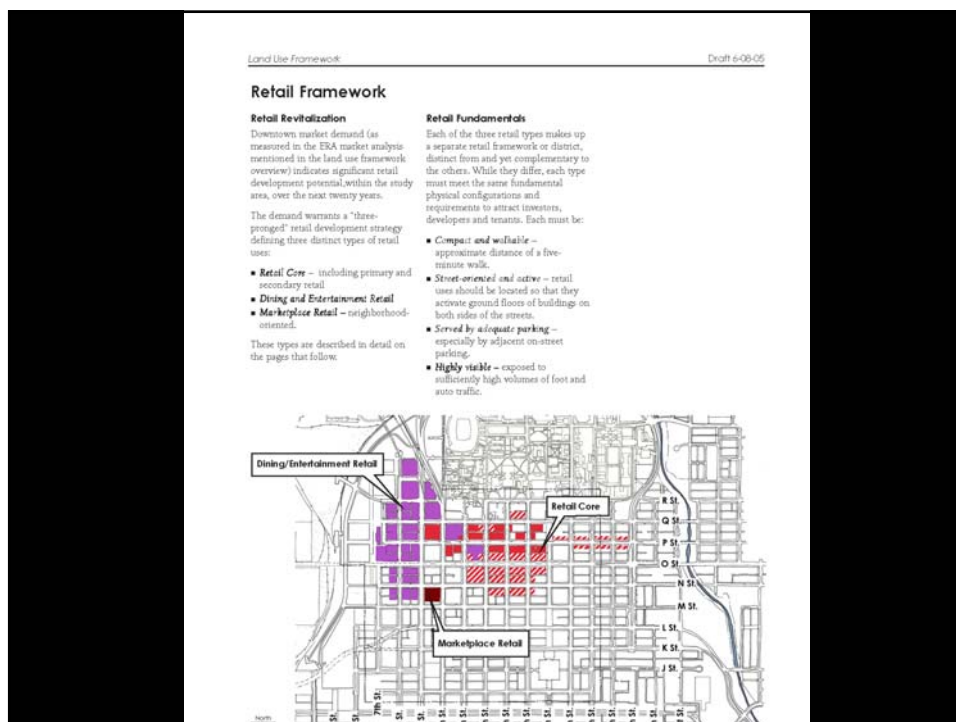 Land Use Framework
Draft 6-08-05
Retail Framework
Retail Revitalization
Downtown market demand (as
measured in the ERA market analysis
mentioned in the land use framework
overview) indicates significant retail
development potential,within the study
area, over the next twenty years.
The demand warrants a "three-
pronged" retail development strategy
defining three distinct types of retail
uses:
▪ Retail Core – including primary and
secondary retail
▪ Dining and Entertainment Retail
▪ Marketplace Retail – neighborhood-
oriented.
These types are described in detail on
the pages that follow.
Retail Fundamentals
Each of the three retail types makes up
a separate retail framework or district,
distinct from and yet complementary to
the others. While they differ, each type
must meet the same fundamental
physical configurations and
requirements to attract investors,
developers and tenants. Each must be:
▪ Compact and walkable –
approximate distance of a five-
minute walk.
▪ Street-oriented and active – retail
uses should be located so that they
activate ground floors of buildings on
both sides of the streets.
▪ Served by adequate parking –
especially by adjacent on-street
parking.
▪ Highly visible – exposed to
sufficiently high volumes of foot and
auto traffic.
Dining/Entertainment Retail
Retail Core
R St.
Q St.
P St.
O St.
N St.
M St.
L St.
K St.
J St.
Marketplace Retail
7th St.
North